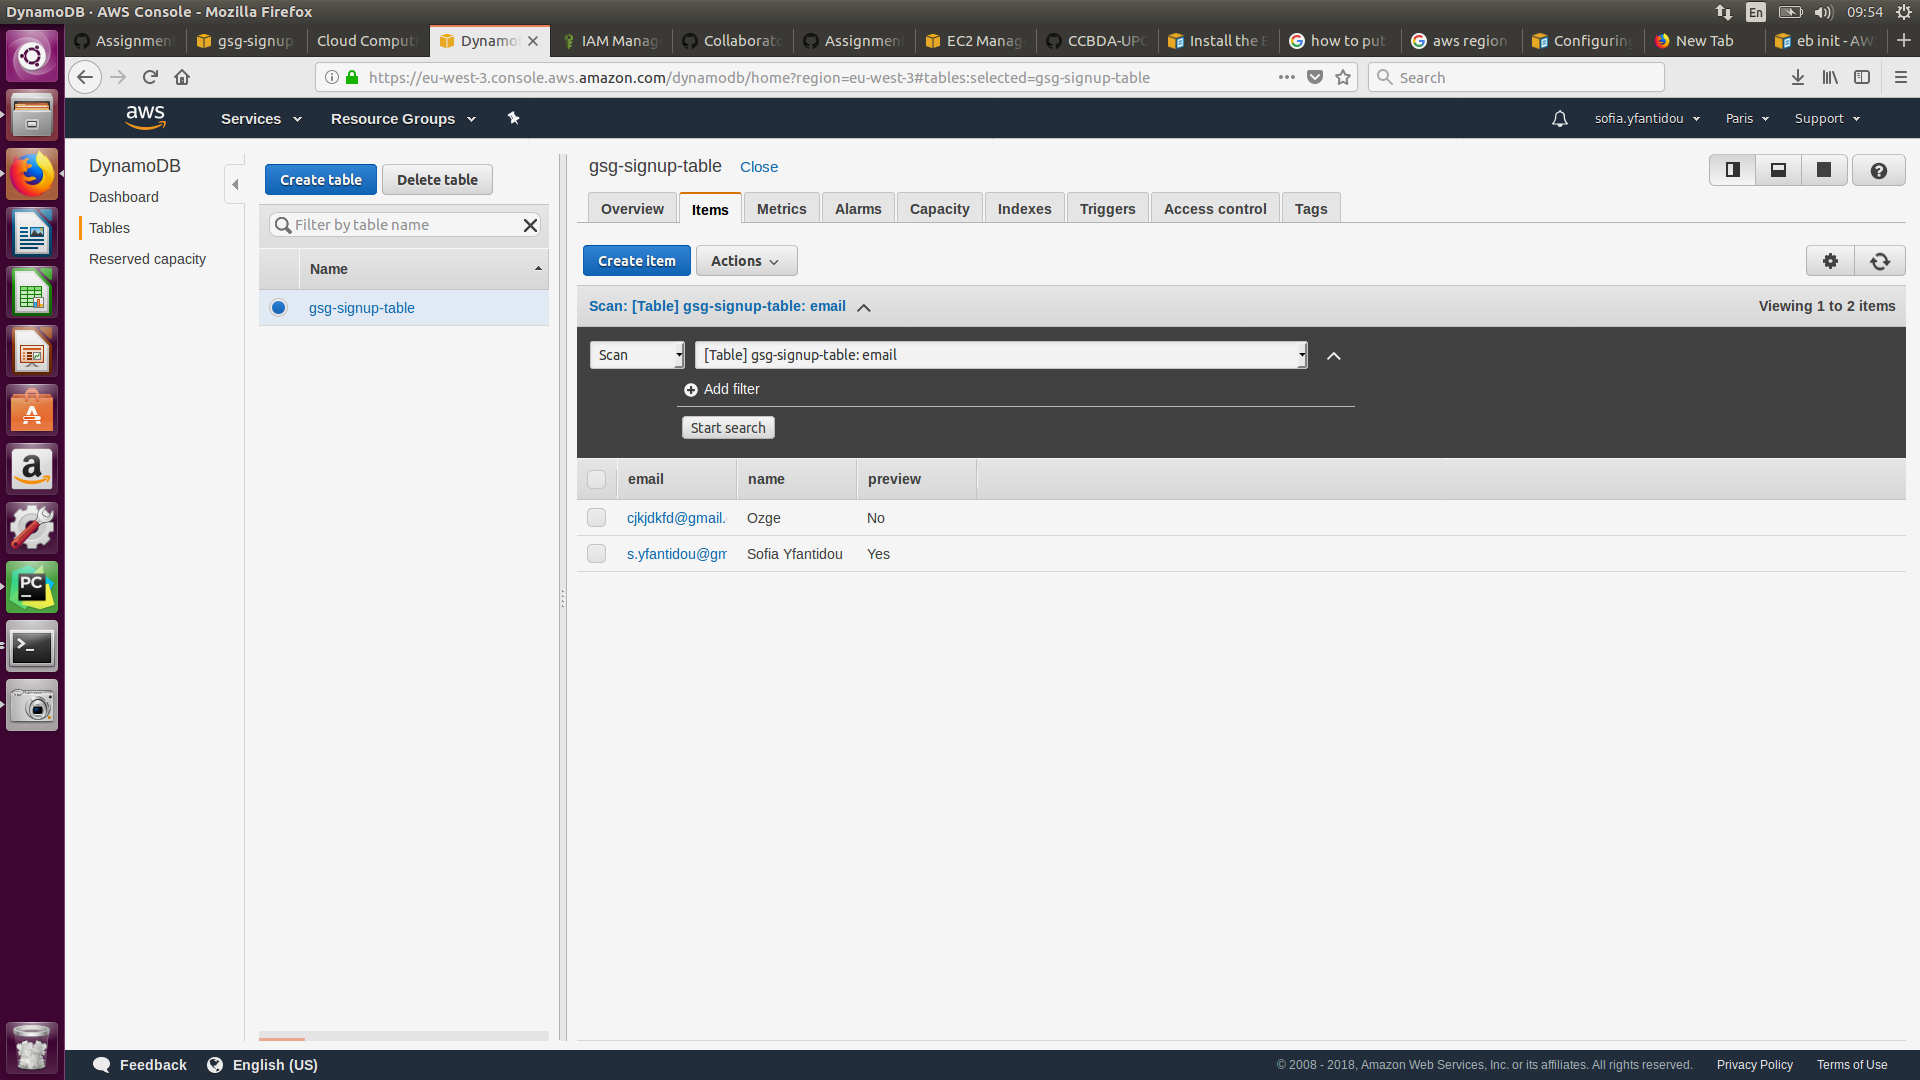 DynamoDB · AWS Console - Mozilla Firefox
En
09:54
Assignmen
gsg-signup
Cloud Comput
Dynamo
IAM Manag
Collaborat
Assignmen
EC2 Manag
CCBDA-UPC
Install the E
how to put
aws region
Configuring
New Tab
eb init - AW
https://eu-west-3.console.aws.amazon.com/dynamodb/home?region=eu-west-3#tables:selected=gsg-signup-table
Search
aws
Services
Resource Groups
sofia.yfantidou
Paris
Support
DynamoDB
Dashboard
Tables
Reserved capacity
Create table
Delete table
Filter by table name
Name
gsg-signup-table
gsg-signup-table
Close
Overview
Items
Metrics
Alarms
Capacity
Indexes
Triggers
Access control
Tags
Create item
Actions
Scan: [Table] gsg-signup-table: email
Viewing 1 to 2 items
Scan
[Table] gsg-signup-table: email
Add filter
Start search
email name preview
cjkjdkfd@gmail. Ozge No
s.yfantidou@gm Sofia Yfantidou Yes
PC
Feedback
English (US)
© 2008 - 2018, Amazon Web Services, Inc. or its affiliates. All rights reserved.
Privacy Policy
Terms of Use